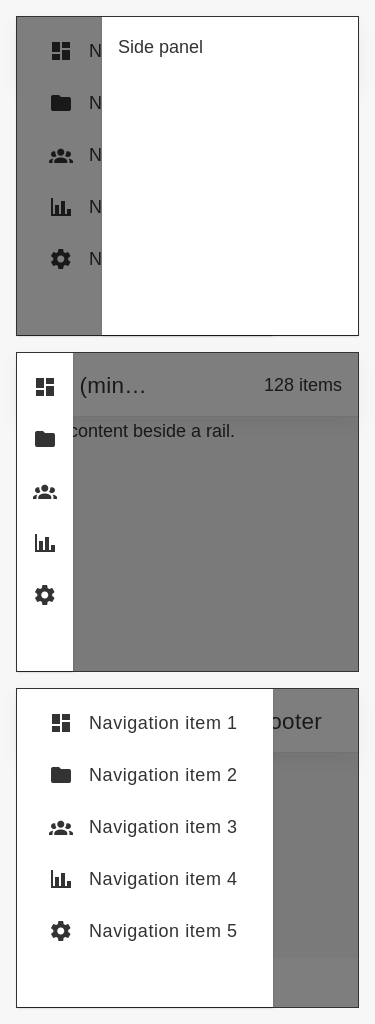 Side panel
N
N
N
N
N
(min…
128 items
content beside a rail.
Navigation item 1
ooter
Navigation item 2
Navigation item 3
Navigation item 4
Navigation item 5